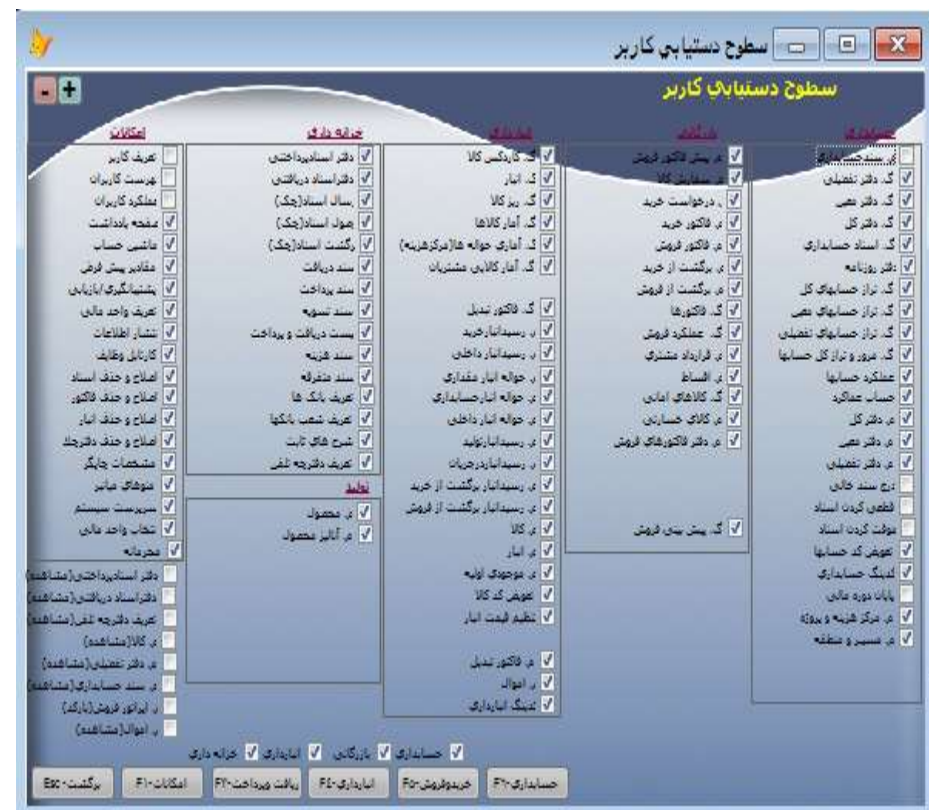 سطوح دستیابی کاربر
سطوح دستیابی کاربر
- +
حسابداری
م. سندحسابداری
گ. دفتر تفصیلی
گ. دفتر معین
گ. دفتر کل
گ. اسناد حسابداری
دفتر روزنامه
گ. تراز حسابهای کل
گ. تراز حسابهای معین
گ. تراز حسابهای تفصیلی
گ. مرور و تراز کل حسابها
عملکرد حسابها
حساب عملکرد
م. دفتر کل
م. دفتر معین
م. دفتر تفصیلی
درج سند خالی
قطعی کردن اسناد
موقت کردن اسناد
تعویض کد حسابها
کدینگ حسابداری
پایان دوره مالی
م. مرکز هزینه و پروژه
م. مسیر و منطقه
بازرگانی
م. پیش فاکتور فروش
م. سفارش کالا
م. درخواست خرید
م. فاکتور خرید
م. فاکتور فروش
م. برگشت از خرید
م. برگشت از فروش
گ. فاکتورها
گ. عملکرد فروش
م. قرارداد مشتری
م. اقساط
گ. کالاهای امانی
م. کالای خسارتی
م. دفتر فاکتورهای فروش
گ. پیش بینی فروش
انبارداری
گ. کاردکس کالا
گ. انبار
گ. ریز کالا
گ. آمار کالاها
گ. آماری حواله ها(مرکزهزینه)
گ. آمار کالایی مشتریان
گ. فاکتور تبدیل
م. رسیدانبارخرید
م. رسیدانبار داخلی
م. حواله انبار مقداری
م. حواله انبارحسابداری
م. حواله انبار داخلی
م. رسیدانبارتولید
م. رسیدانباردرجریان
م. رسیدانبار برگشت از خرید
م. رسیدانبار برگشت از فروش
م. کالا
م. انبار
م. موجودی اولیه
تعویض کد کالا
تنظیم قیمت انبار
م. فاکتور تبدیل
م. اموال
کدینگ انبارداری
خزانه داری
دفتر اسنادپرداختنی
دفتراسناد دریافتنی
ارسال اسناد(چک)
وصول اسناد(چک)
برگشت اسناد(چک)
سند دریافت
سند پرداخت
سند تسویه
لیست دریافت و پرداخت
سند هزینه
سند متفرقه
تعریف بانک ها
تعریف شعب بانکها
شرح های ثابت
تعریف دفترچه تلفن
تولید
م. محصول
م. آنالیز محصول
امکانات
تعریف کاربر
فهرست کاربران
عملکرد کاربران
صفحه یادداشت
ماشین حساب
مقادیر پیش فرض
پشتیبانگیری/بازیابی
تعریف واحد مالی
انتشار اطلاعات
کارتابل وظایف
اصلاح و حذف اسناد
اصلاح و حذف فاکتور
اصلاح و حذف انبار
اصلاح و حذف دفترچک
مشخصات چاپگر
منوهای میانبر
سرپرست سیستم
انتخاب واحد مالی
محرمانه
دفتر اسنادپرداختنی(مشاهده)
دفتراسناد دریافتنی(مشاهده)
تعریف دفترچه تلفن(مشاهده)
م. کالا(مشاهده)
م. دفتر تفصیلی(مشاهده)
م. سند حسابداری(مشاهده)
م. اپراتور فروش(بارکد)
م. اموال(مشاهده)
حسابداری بازرگانی انبارداری خزانه داری
حسابداری-F6 خریدوفروش-F5 انبارداری-F4 دریافت وپرداخت-F3 امکانات-F1 برگشت-Esc